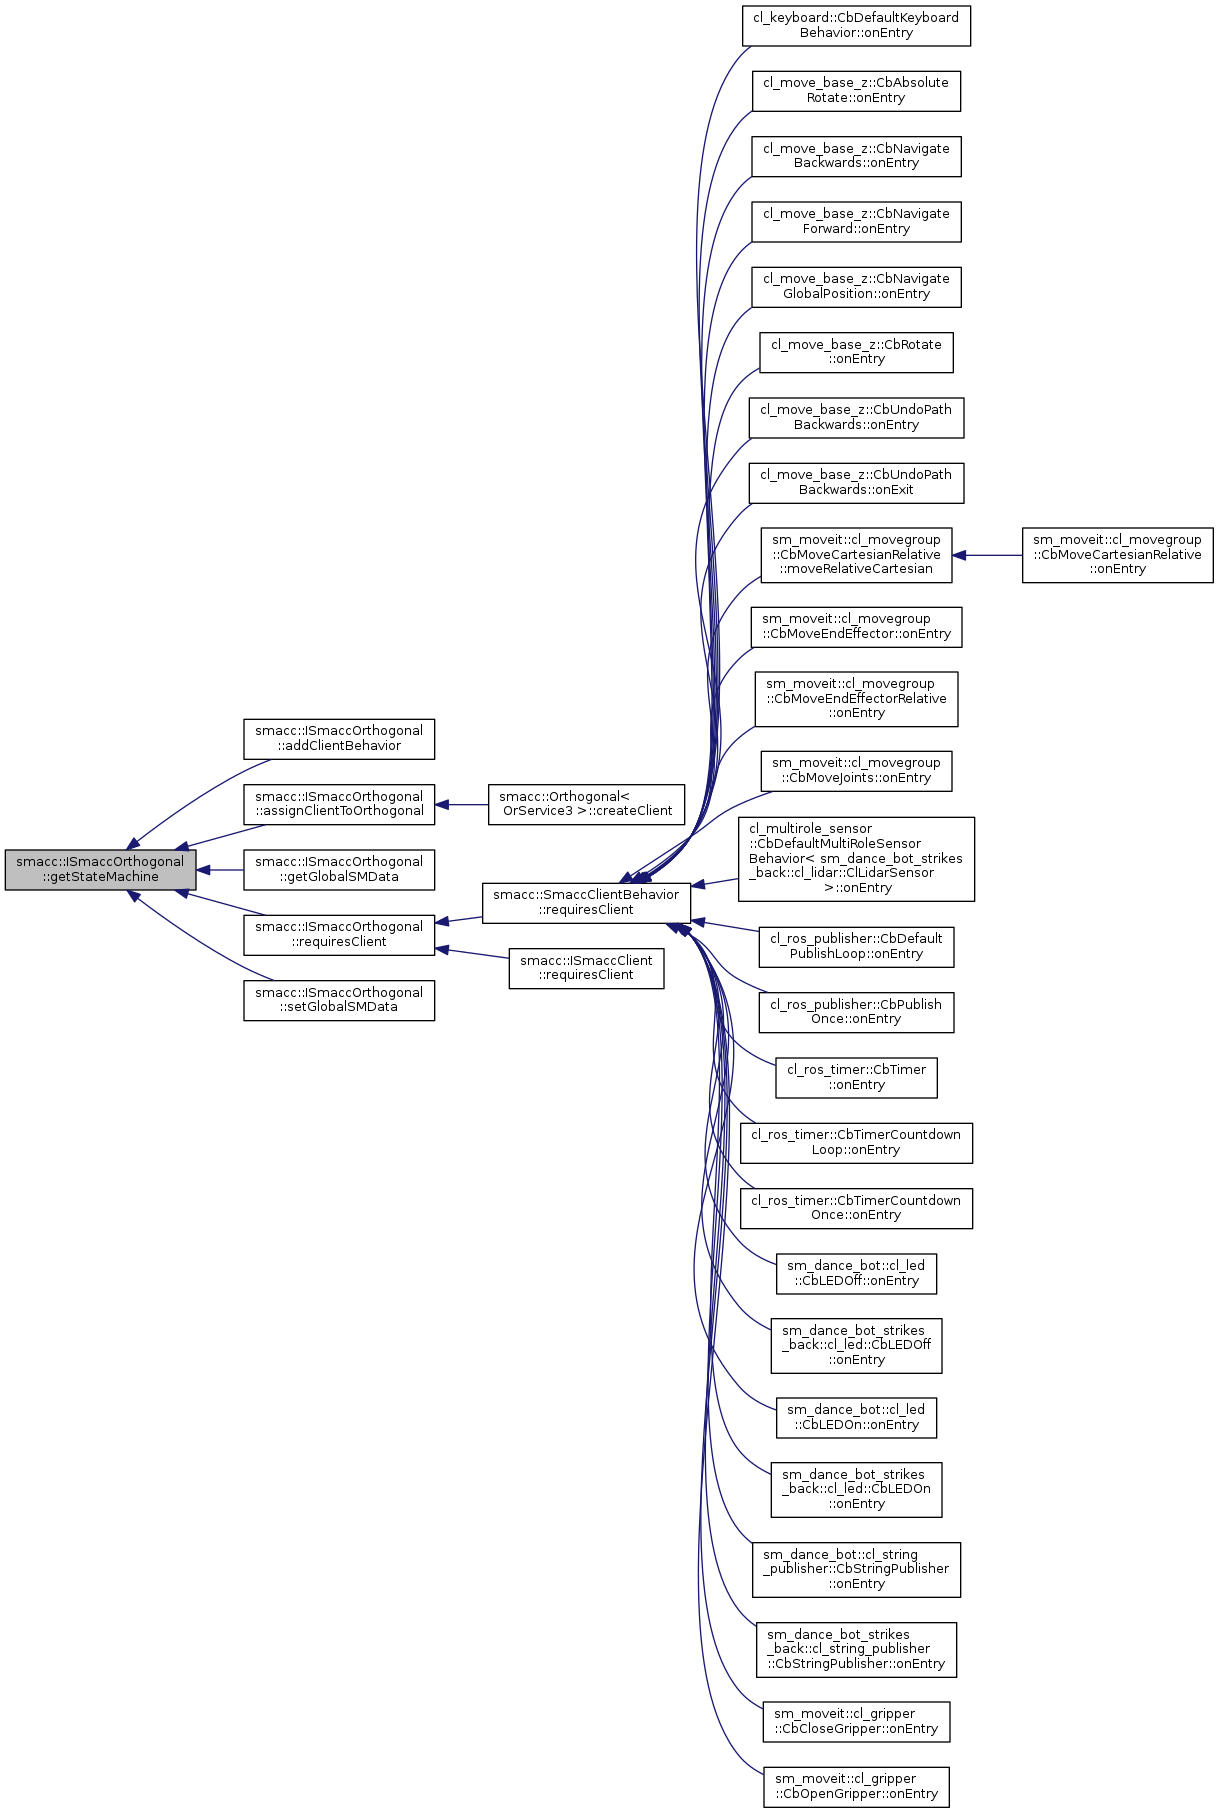 cl_keyboard::CbDefaultKeyboard
Behavior::onEntry
cl_move_base_z::CbAbsolute
Rotate::onEntry
cl_move_base_z::CbNavigate
Backwards::onEntry
cl_move_base_z::CbNavigate
Forward::onEntry
cl_move_base_z::CbNavigate
GlobalPosition::onEntry
cl_move_base_z::CbRotate
::onEntry
cl_move_base_z::CbUndoPath
Backwards::onEntry
cl_move_base_z::CbUndoPath
Backwards::onExit
sm_moveit::cl_movegroup
::CbMoveCartesianRelative
::moveRelativeCartesian
sm_moveit::cl_movegroup
::CbMoveCartesianRelative
::onEntry
sm_moveit::cl_movegroup
::CbMoveEndEffector::onEntry
sm_moveit::cl_movegroup
::CbMoveEndEffectorRelative
::onEntry
smacc::ISmaccOrthogonal
::addClientBehavior
sm_moveit::cl_movegroup
::CbMoveJoints::onEntry
smacc::ISmaccOrthogonal
::assignClientToOrthogonal
smacc::Orthogonal<
OrService3 >::createClient
smacc::ISmaccOrthogonal
::getStateMachine
smacc::ISmaccOrthogonal
::getGlobalSMData
cl_multirole_sensor
::CbDefaultMultiRoleSensor
Behavior< sm_dance_bot_strikes
_back::cl_lidar::ClLidarSensor
>::onEntry
smacc::SmaccClientBehavior
::requiresClient
smacc::ISmaccOrthogonal
::requiresClient
cl_ros_publisher::CbDefault
PublishLoop::onEntry
smacc::ISmaccClient
::requiresClient
smacc::ISmaccOrthogonal
::setGlobalSMData
cl_ros_publisher::CbPublish
Once::onEntry
cl_ros_timer::CbTimer
::onEntry
cl_ros_timer::CbTimerCountdown
Loop::onEntry
cl_ros_timer::CbTimerCountdown
Once::onEntry
sm_dance_bot::cl_led
::CbLEDOff::onEntry
sm_dance_bot_strikes
_back::cl_led::CbLEDOff
::onEntry
sm_dance_bot::cl_led
::CbLEDOn::onEntry
sm_dance_bot_strikes
_back::cl_led::CbLEDOn
::onEntry
sm_dance_bot::cl_string
_publisher::CbStringPublisher
::onEntry
sm_dance_bot_strikes
_back::cl_string_publisher
::CbStringPublisher::onEntry
sm_moveit::cl_gripper
::CbCloseGripper::onEntry
sm_moveit::cl_gripper
::CbOpenGripper::onEntry